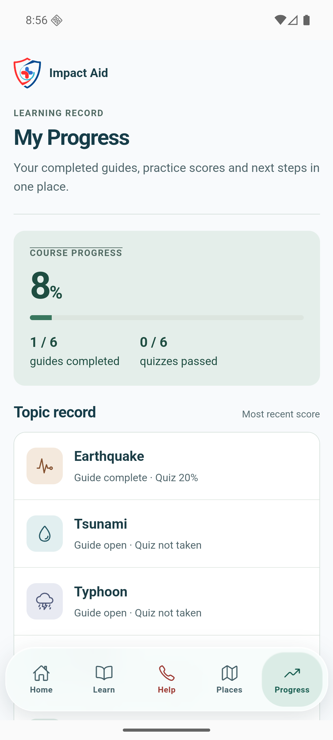 8:56
Impact Aid
LEARNING RECORD
My Progress
Your completed guides, practice scores and next steps in
one place.
COURSE PROGRESS
8%
1 / 6
guides completed
0 / 6
quizzes passed
Topic record
Most recent score
Earthquake
Guide complete · Quiz 20%
Tsunami
Guide open · Quiz not taken
Typhoon
Guide open · Quiz not taken
Home
Learn
Help
Places
Progress